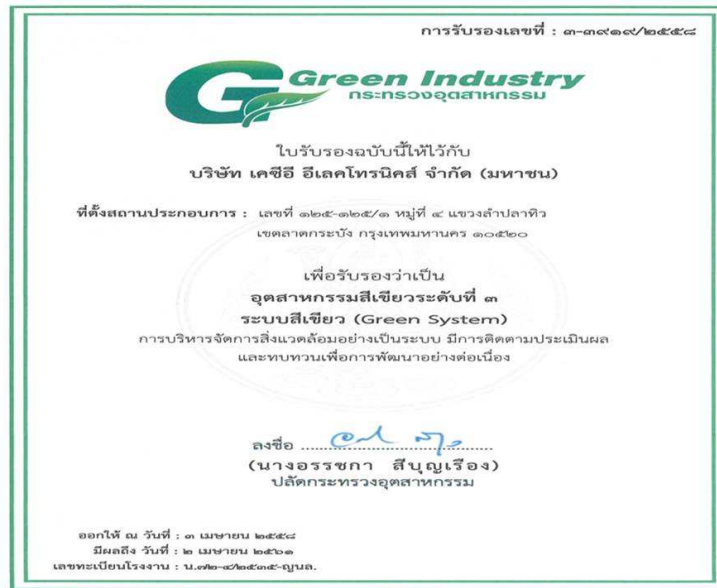 การรับรองเลขที่ : ๓-๓๙๑๙/๒๕๕๘
Green Industry
กระทรวงอุตสาหกรรม
ใบรับรองฉบับนี้ให้ไว้กับ
บริษัท เคซีอี อีเลคโทรนิคส์ จำกัด (มหาชน)
ที่ตั้งสถานประกอบการ : เลขที่ ๑๒๕-๑๒๕/๑ หมู่ที่ ๔ แขวงลำปลาทิว
เขตลาดกระบัง กรุงเทพมหานคร ๑๐๕๒๐
เพื่อรับรองว่าเป็น
อุตสาหกรรมสีเขียวระดับที่ ๓
ระบบสีเขียว (Green System)
การบริหารจัดการสิ่งแวดล้อมอย่างเป็นระบบ มีการติดตามประเมินผล
และทบทวนเพื่อการพัฒนาอย่างต่อเนื่อง
ลงชื่อ
(นางอรรชกา สีบุญเรือง)
ปลัดกระทรวงอุตสาหกรรม
ออกให้ ณ วันที่ : ๓ เมษายน ๒๕๕๘
มีผลถึง วันที่ : ๒ เมษายน ๒๕๖๑
เลขทะเบียนโรงงาน : น.๗๒-๔/๒๕๓๕-ญนล.